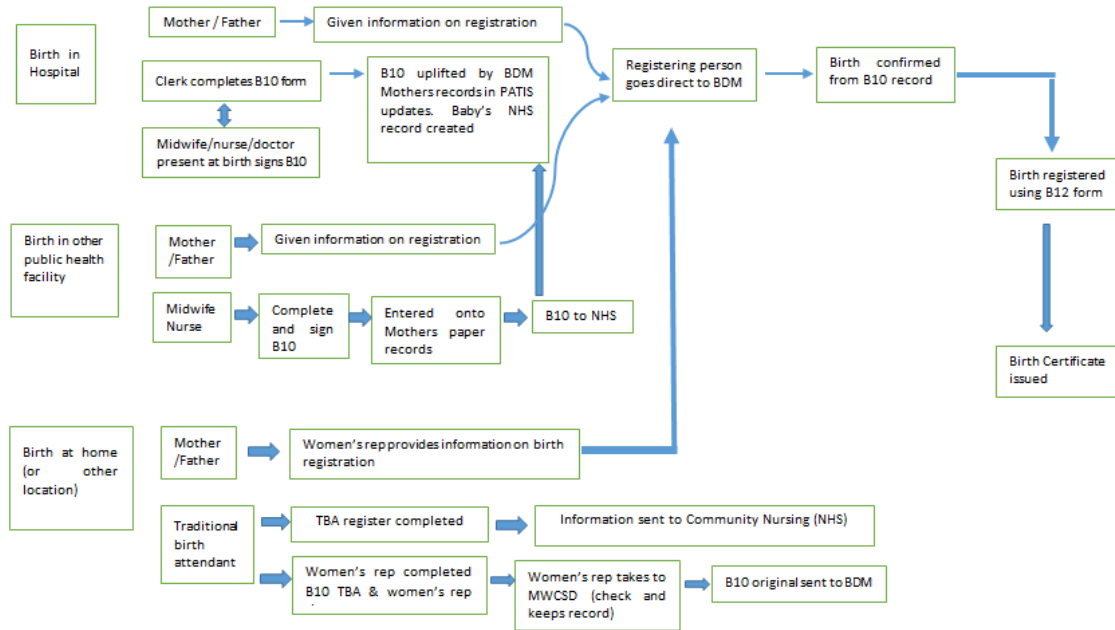 Mother / Father
Given information on registration
Birth in
Hospital
Clerk completes B10 form
B10 uplifted by BDM
Mothers records in PATIS
updates. Baby's NHS
record created
Registering person
goes direct to BDM
Birth confirmed
from B10 record
Midwife/nurse/doctor
present at birth signs B10
Birth registered
using B12 form
Birth in other
public health
facility
Mother
/Father
Given information on registration
Midwife
Nurse
Complete
and sign
B10
Entered onto
Mothers paper
records
B10 to NHS
Birth Certificate
issued
Birth at home
(or other
location)
Mother
/Father
Women's rep provides information on birth
registration
Traditional
birth
attendant
TBA register completed
Information sent to Community Nursing (NHS)
Women's rep completed
B10 TBA & women's rep
Women's rep takes to
MWCSD (check and
keeps record)
B10 original sent to BDM